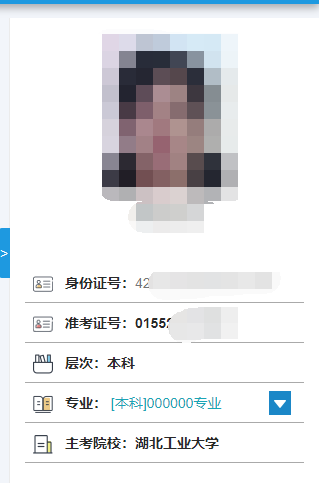 >
身份证号：42
准考证号：01552
层次：本科
专业：[本科]000000专业
主考院校：湖北工业大学